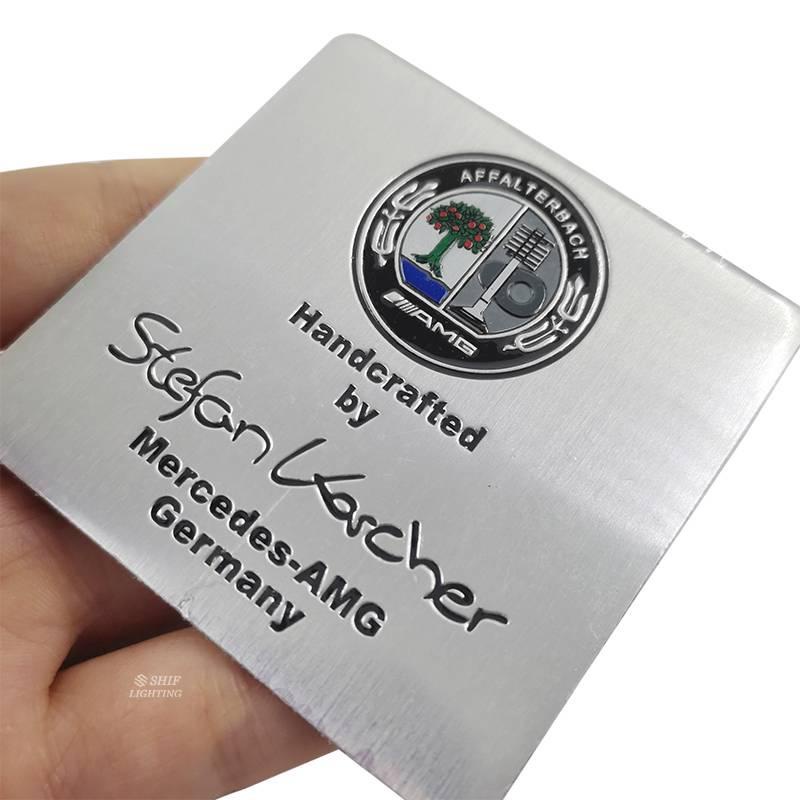 AFFALTERBACH
AMG
Handcrafted
by
Stefan Karcher
Mercedes-AMG
Germany
SHIF
LIGHTING